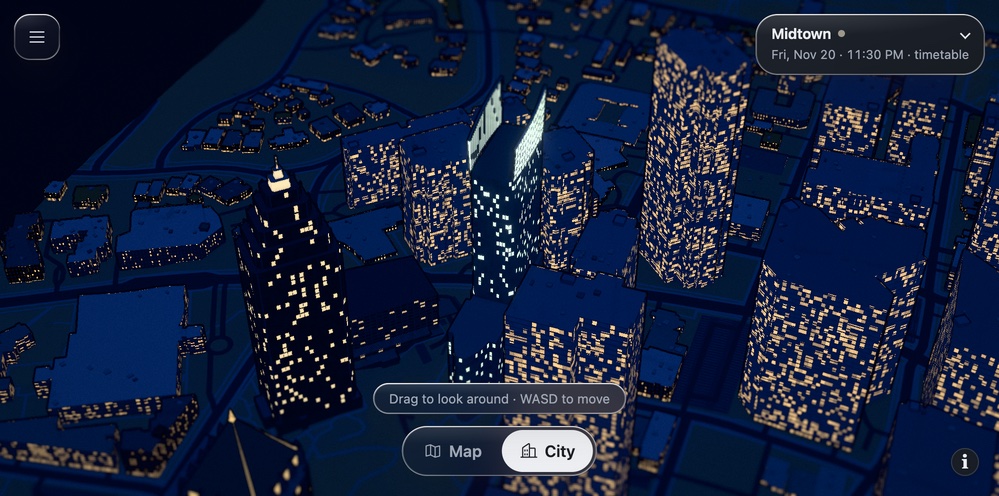 Midtown
Fri, Nov 20 · 11:30 PM · timetable
Drag to look around · WASD to move
Map
City
i